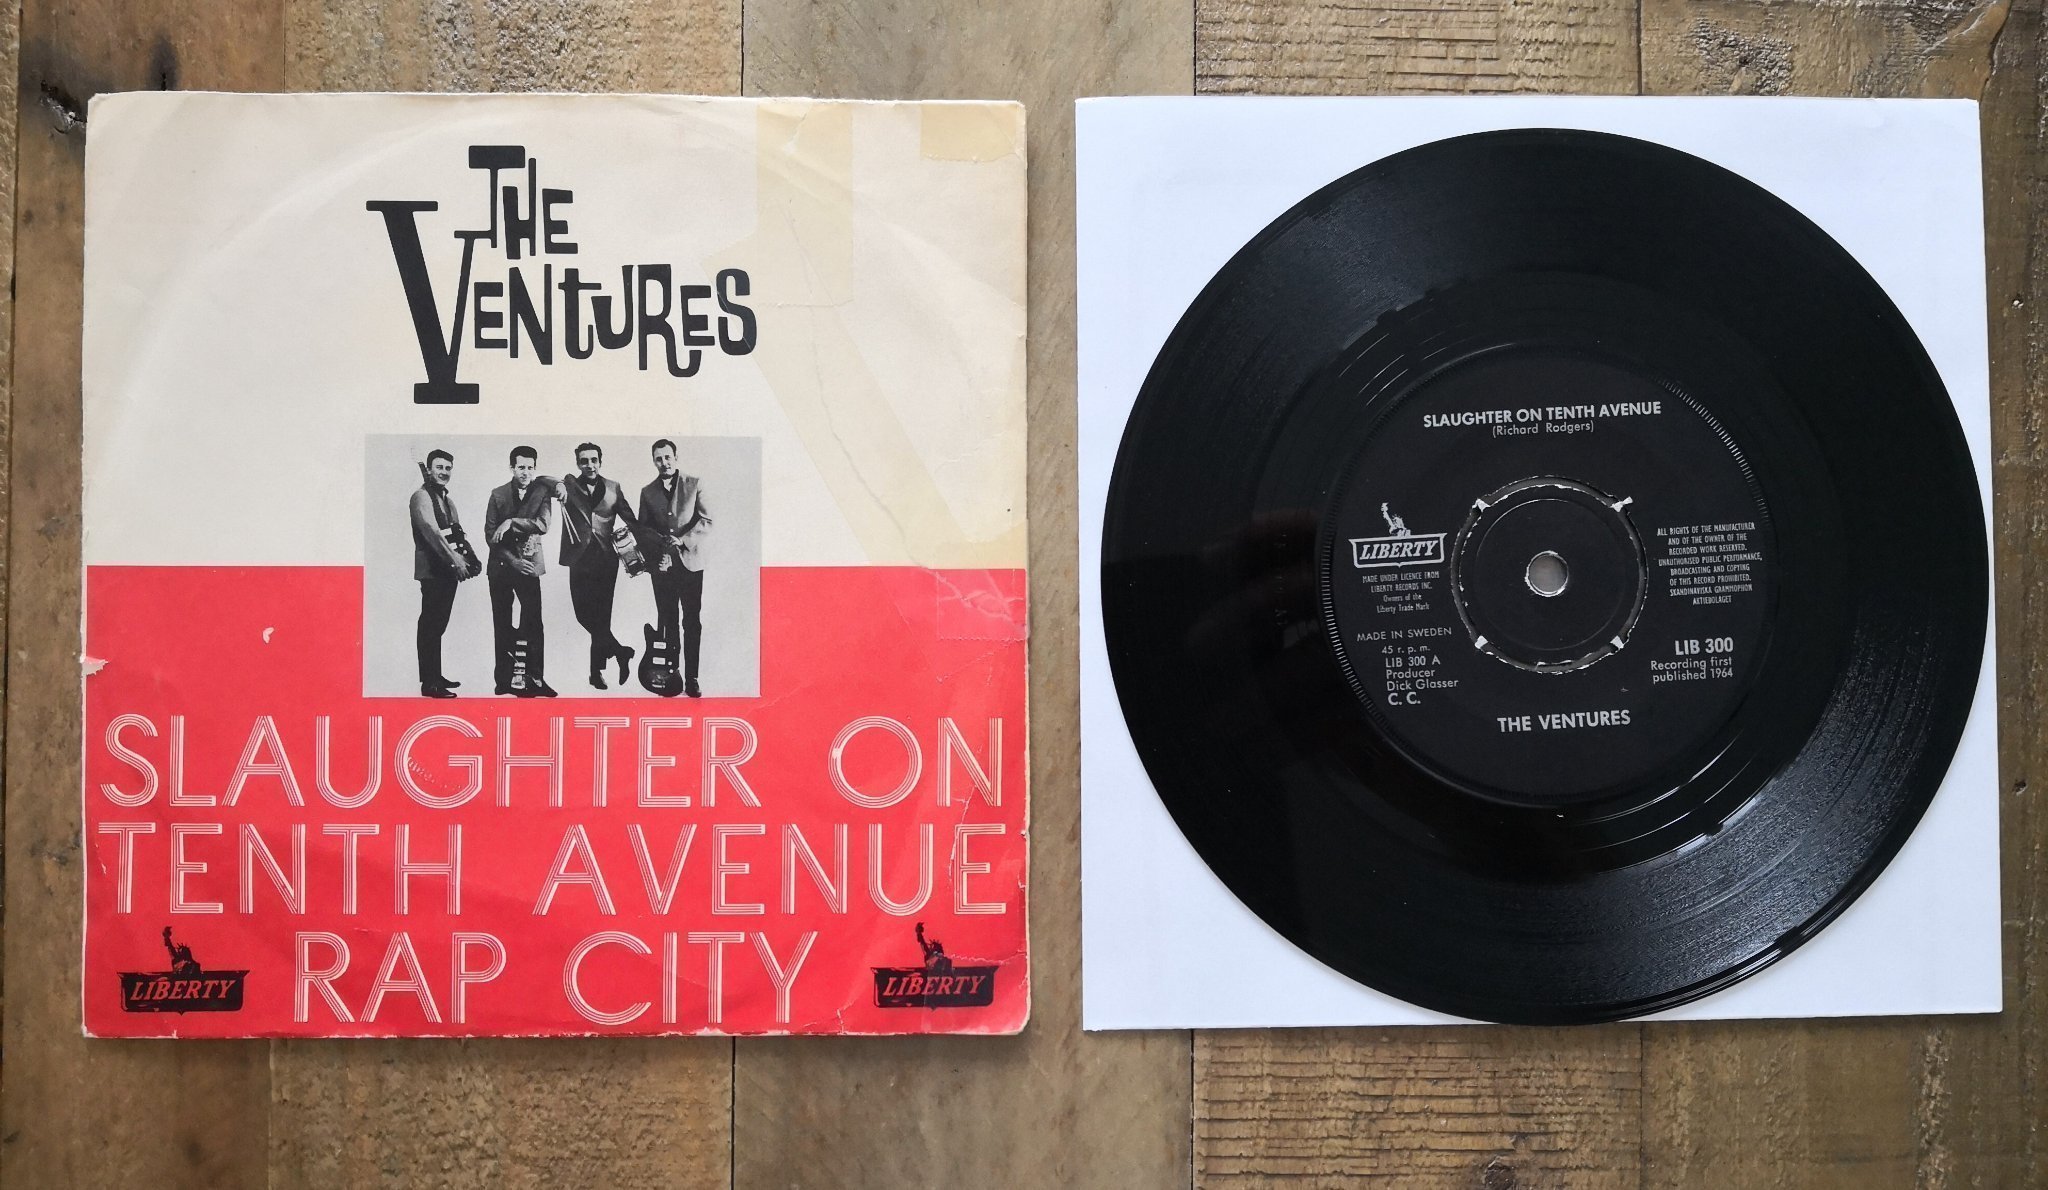 THE
VENTURES
SLAUGHTER ON
TENTH AVENUE
RAP CITY
LIBERTY
LIBERTY
SLAUGHTER ON TENTH AVENUE
(Richard Rodgers)
LIBERTY
MADE UNDER LICENCE FROM
LIBERTY RECORDS INC.
Owners of the
Liberty Trade Mark
MADE IN SWEDEN
45 r. p. m.
LIB 300 A
Producer
Dick Glasser
C. C.
ALL RIGHTS OF THE MANUFACTURER
AND OF THE OWNER OF THE
RECORDED WORK RESERVED.
UNAUTHORISED PUBLIC PERFORMANCE,
BROADCASTING AND COPYING
OF THIS RECORD PROHIBITED.
SKANDINAVISKA GRAMMOPHON
AKTIEBOLAGET
LIB 300
Recording first
published 1964
THE VENTURES